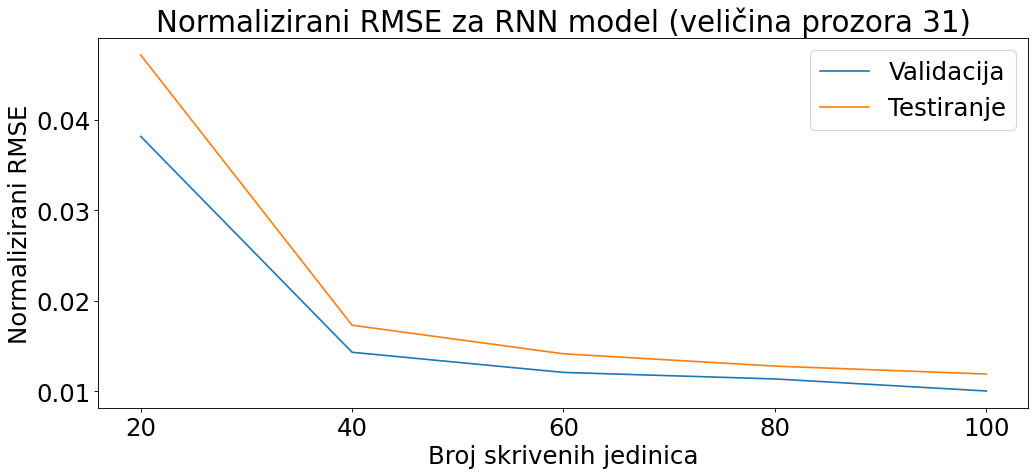 Normalizirani RMSE za RNN model (veličina prozora 31)
Validacija
Testiranje
Normalizirani RMSE
0.04
0.03
0.02
0.01
20 40 60 80 100
Broj skrivenih jedinica